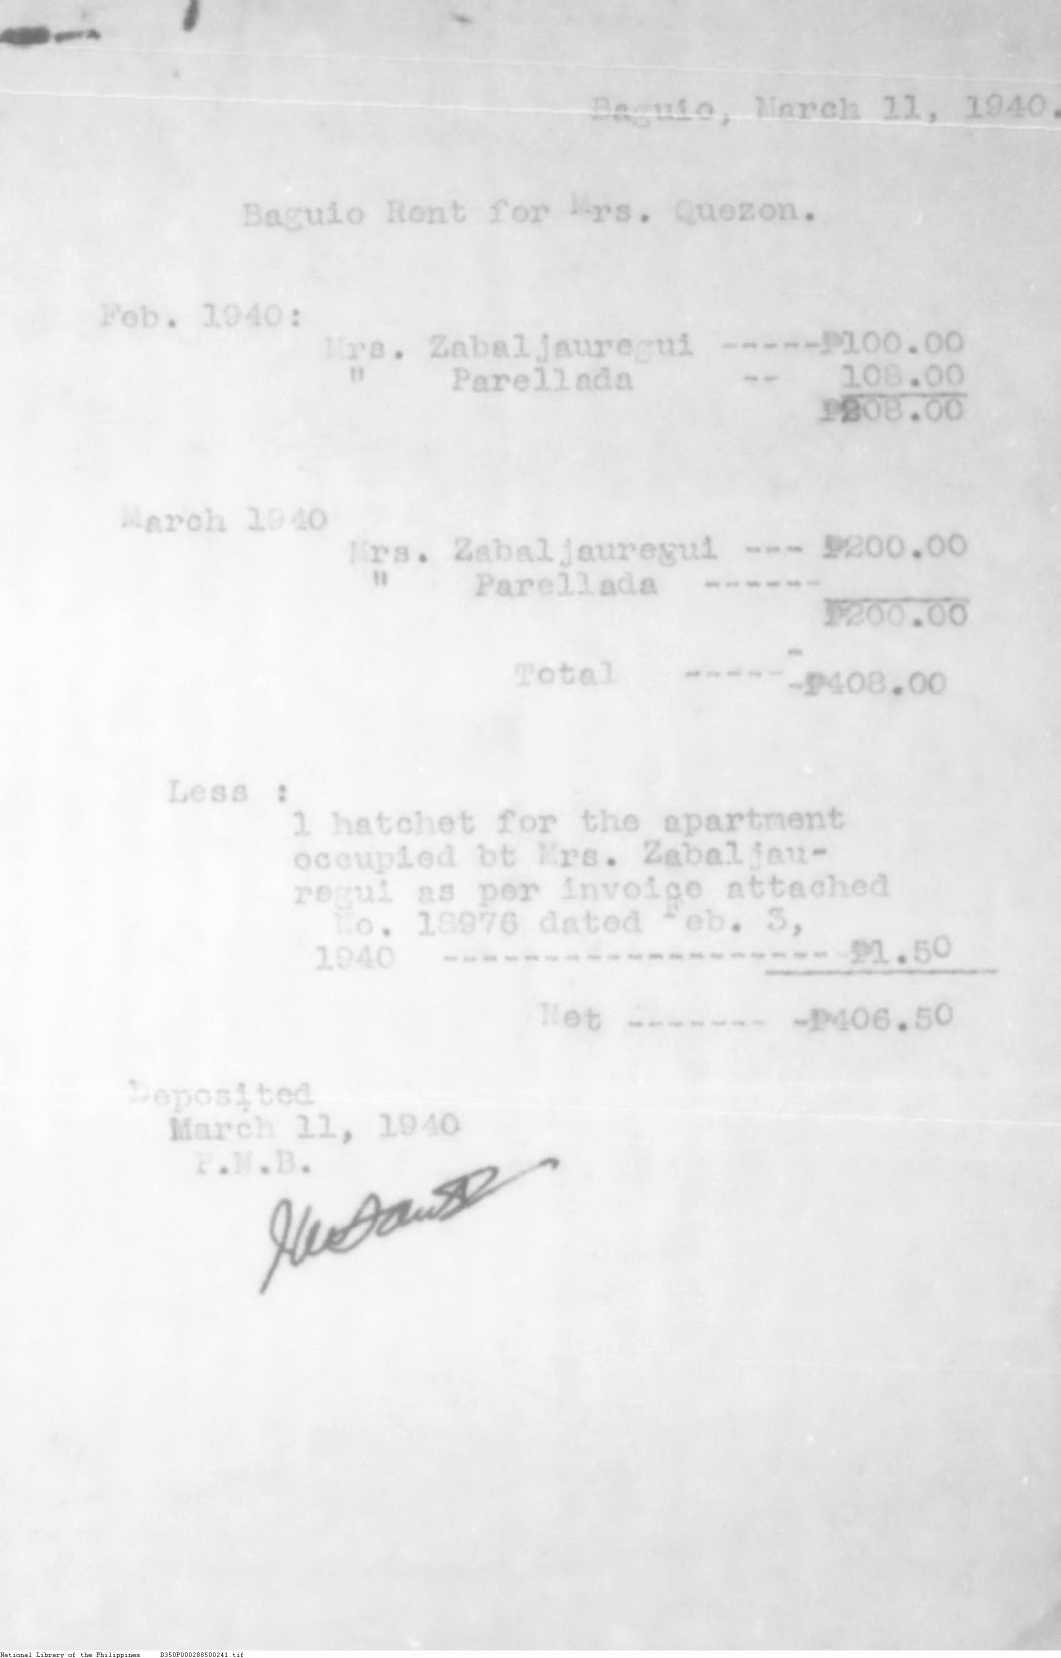 Baguio, March 11, 1940.
Baguio Rent for Mrs. Quezon.
Feb. 1940:
Mrs. Zabaljauregui -----₱100.00
" Parellada -- 108.00
₱208.00
March 1940
Mrs. Zabaljauregui --- ₱200.00
" Parellada ------
₱200.00
Total ------₱408.00
Less :
1 hatchet for the apartment
occupied bt Mrs. Zabaljau-
regui as per invoice attached
No. 18976 dated Feb. 3,
1940 ------------------- ₱1.50
Net ------- -₱406.50
Deposited
March 11, 1940
P.N.B.
National Library of the Philippines D350P000288500241.tif